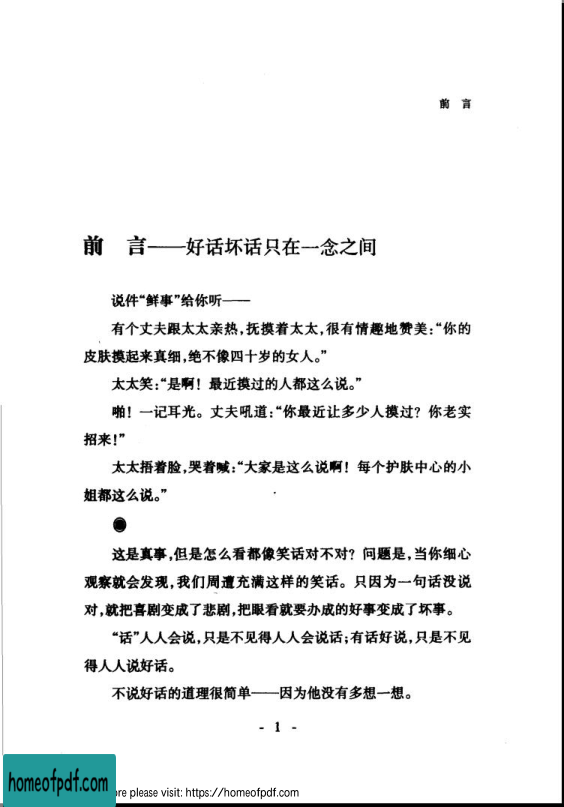 前 言
前 言——好话坏话只在一念之间
说件“鲜事”给你听——
有个丈夫跟太太亲热,抚摸着太太,很有情趣地赞美:“你的
皮肤摸起来真细,绝不像四十岁的女人。”
太太笑:“是啊! 最近摸过的人都这么说。”
啪! 一记耳光。丈夫吼道:“你最近让多少人摸过? 你老实
招来!”
太太捂着脸,哭着喊:“大家是这么说啊! 每个护肤中心的小
姐都这么说。”
这是真事,但是怎么看都像笑话对不对? 问题是,当你细心
观察就会发现,我们周遭充满这样的笑话。只因为一句话没说
对,就把喜剧变成了悲剧,把眼看就要办成的好事变成了坏事。
“话”人人会说,只是不见得人人会说话;有话好说,只是不见
得人人说好话。
不说好话的道理很简单——因为他没有多想一想。
- 1 -
homeofpdf.com
re please visit: https://homeofpdf.com